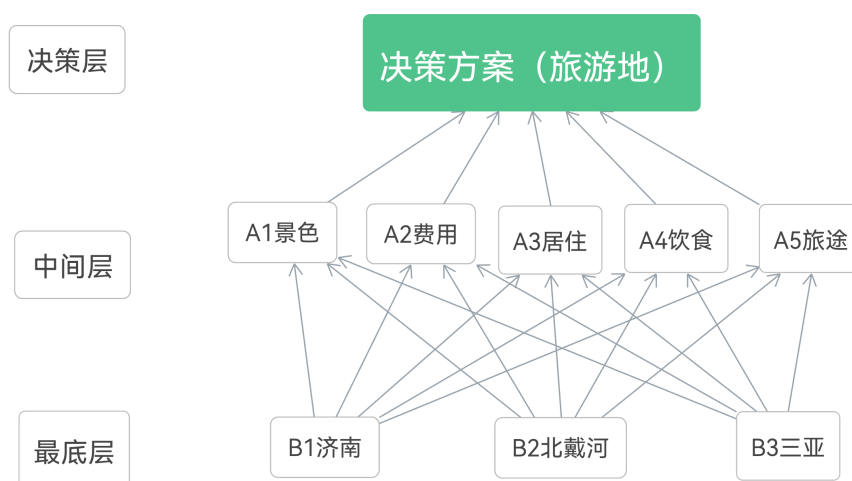 决策层
决策方案（旅游地）
中间层
A1景色
A2费用
A3居住
A4饮食
A5旅途
最底层
B1济南
B2北戴河
B3三亚